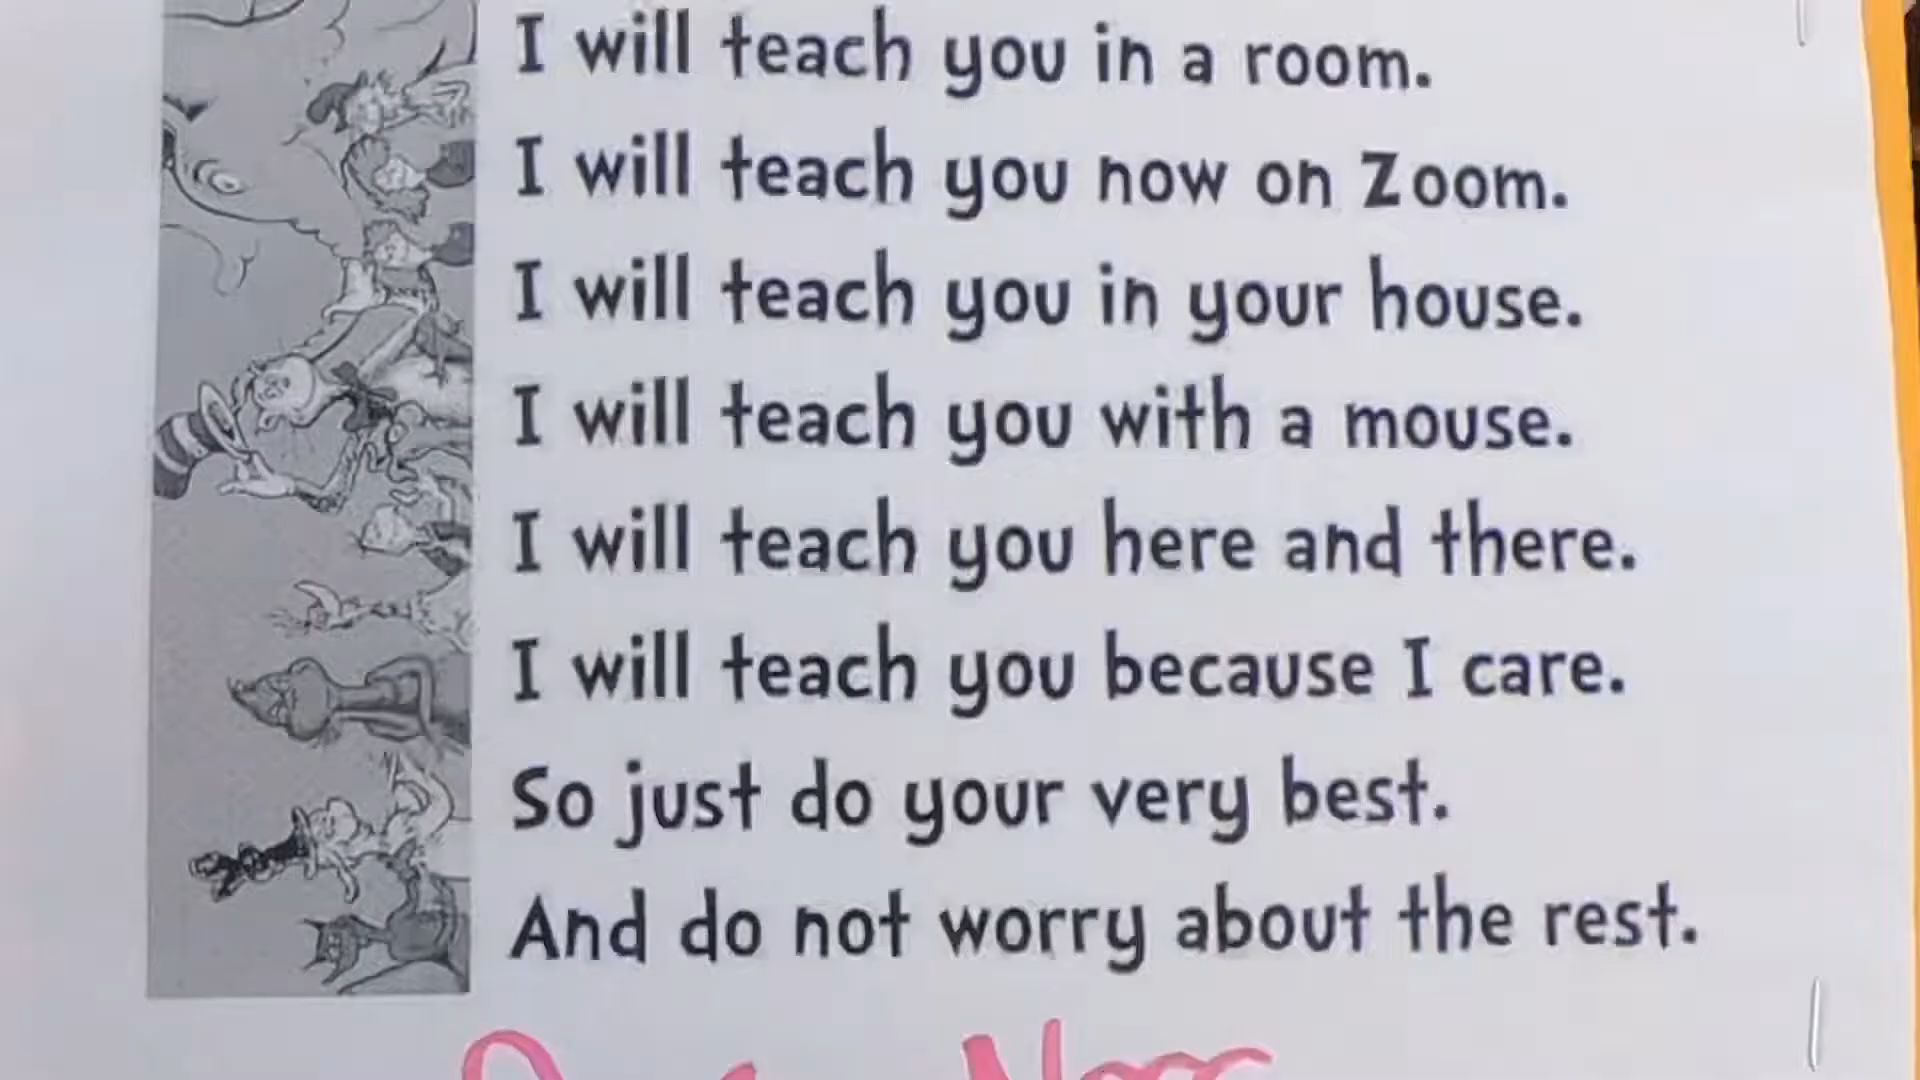 I will teach you in a room.
I will teach you now on Zoom.
I will teach you in your house.
I will teach you with a mouse.
I will teach you here and there.
I will teach you because I care.
So just do your very best.
And do not worry about the rest.